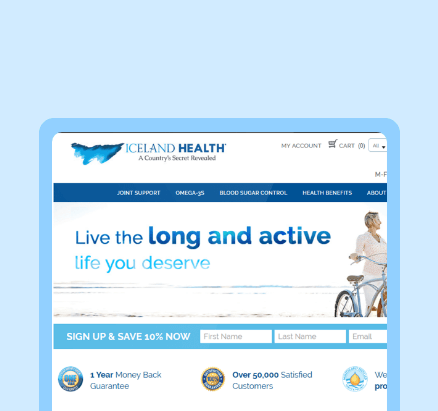 ICELAND HEALTH
A Country's Secret Revealed
MY ACCOUNT CART (0) All
M-F
JOINT SUPPORT OMEGA-3S BLOOD SUGAR CONTROL HEALTH BENEFITS ABOUT
Live the long and active
life you deserve
SIGN UP & SAVE 10% NOW First Name Last Name Email
1 Year Money Back
Guarantee
Over 50,000 Satisfied
Customers
We
pro